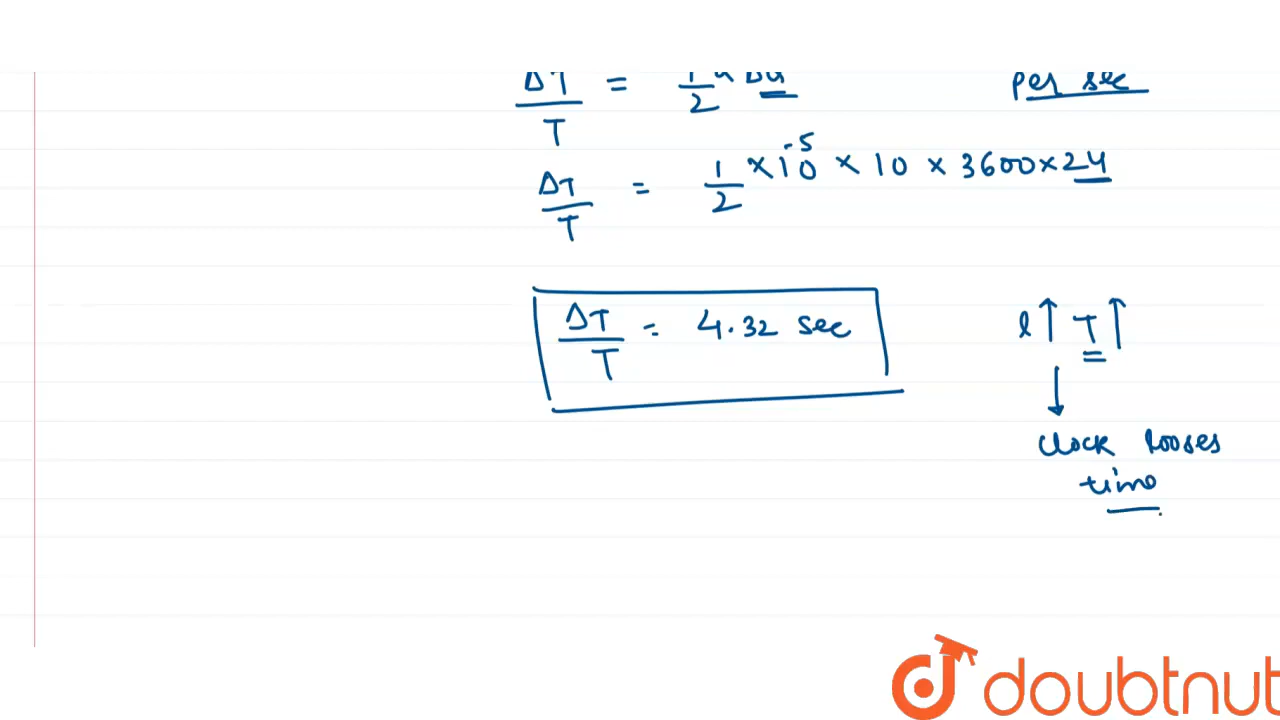 ΔT/T = 1/2 α Δθ per sec
ΔT/T = 1/2 × 10^-5 × 10 × 3600 × 24
ΔT/T = 4.32 sec
l ↑ T ↑
↓
clock looses
time
doubtnut